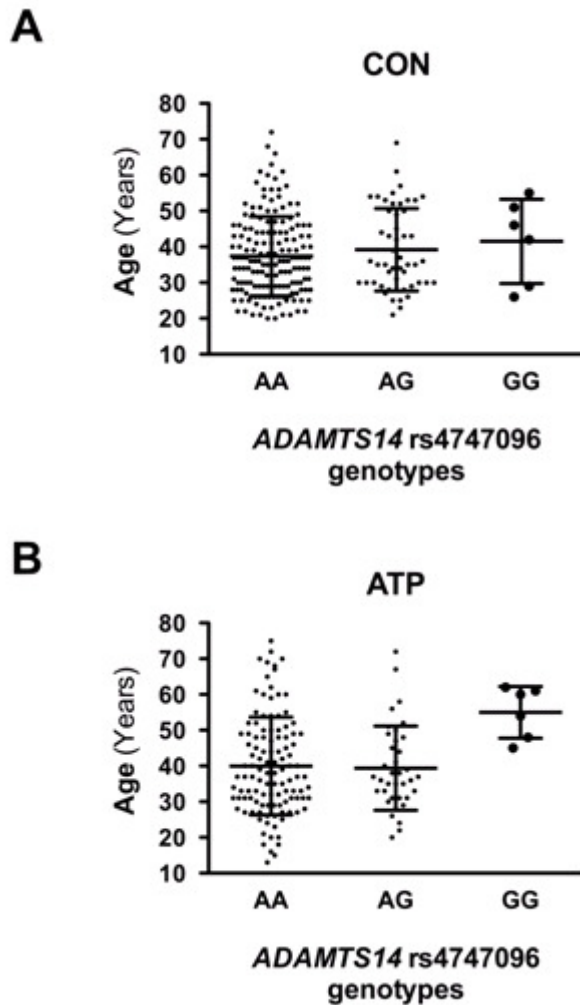 A
CON
Age (Years)
80
70
60
50
40
30
20
10
AA AG GG
ADAMTS14 rs4747096
genotypes
B
ATP
Age (Years)
80
70
60
50
40
30
20
10
AA AG GG
ADAMTS14 rs4747096
genotypes